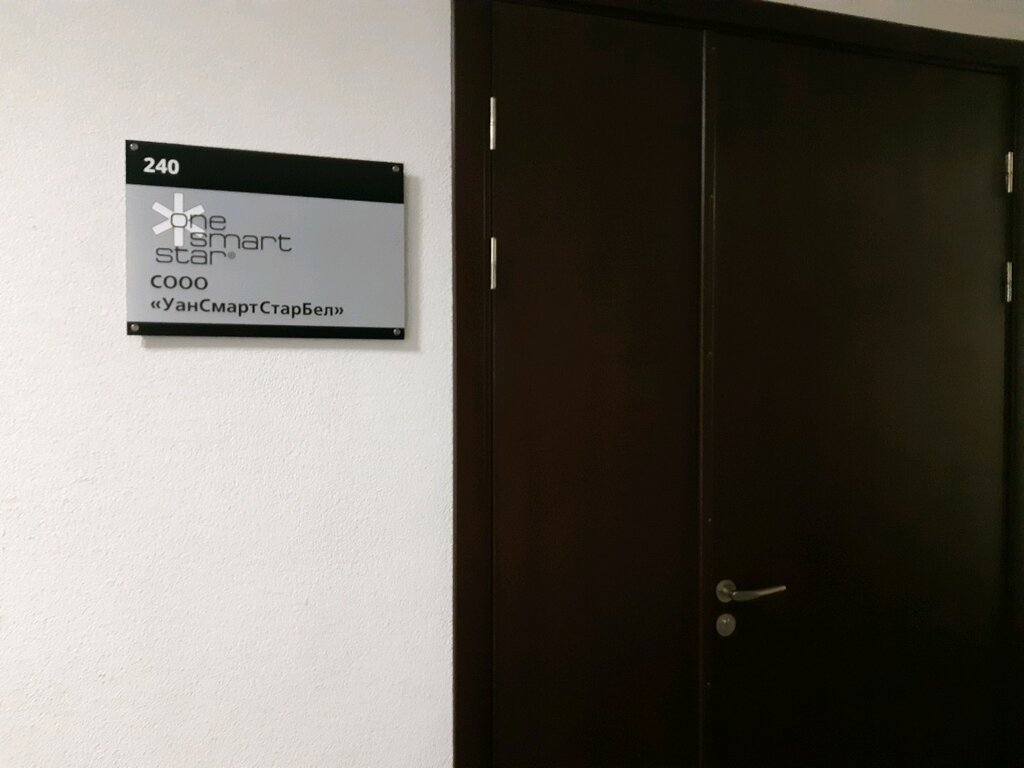 240
one
smart
star®
СООО
«УанСмартСтарБел»